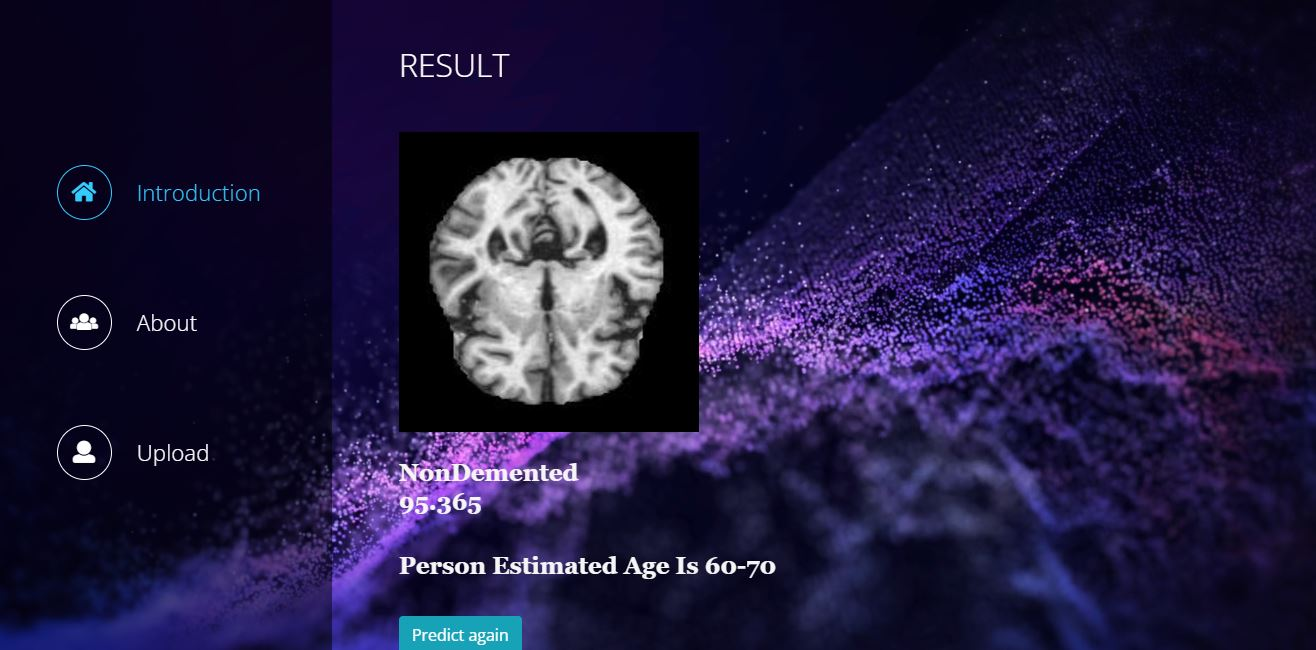 RESULT
Introduction
About
Upload
NonDemented
95.365
Person Estimated Age Is 60-70
Predict again